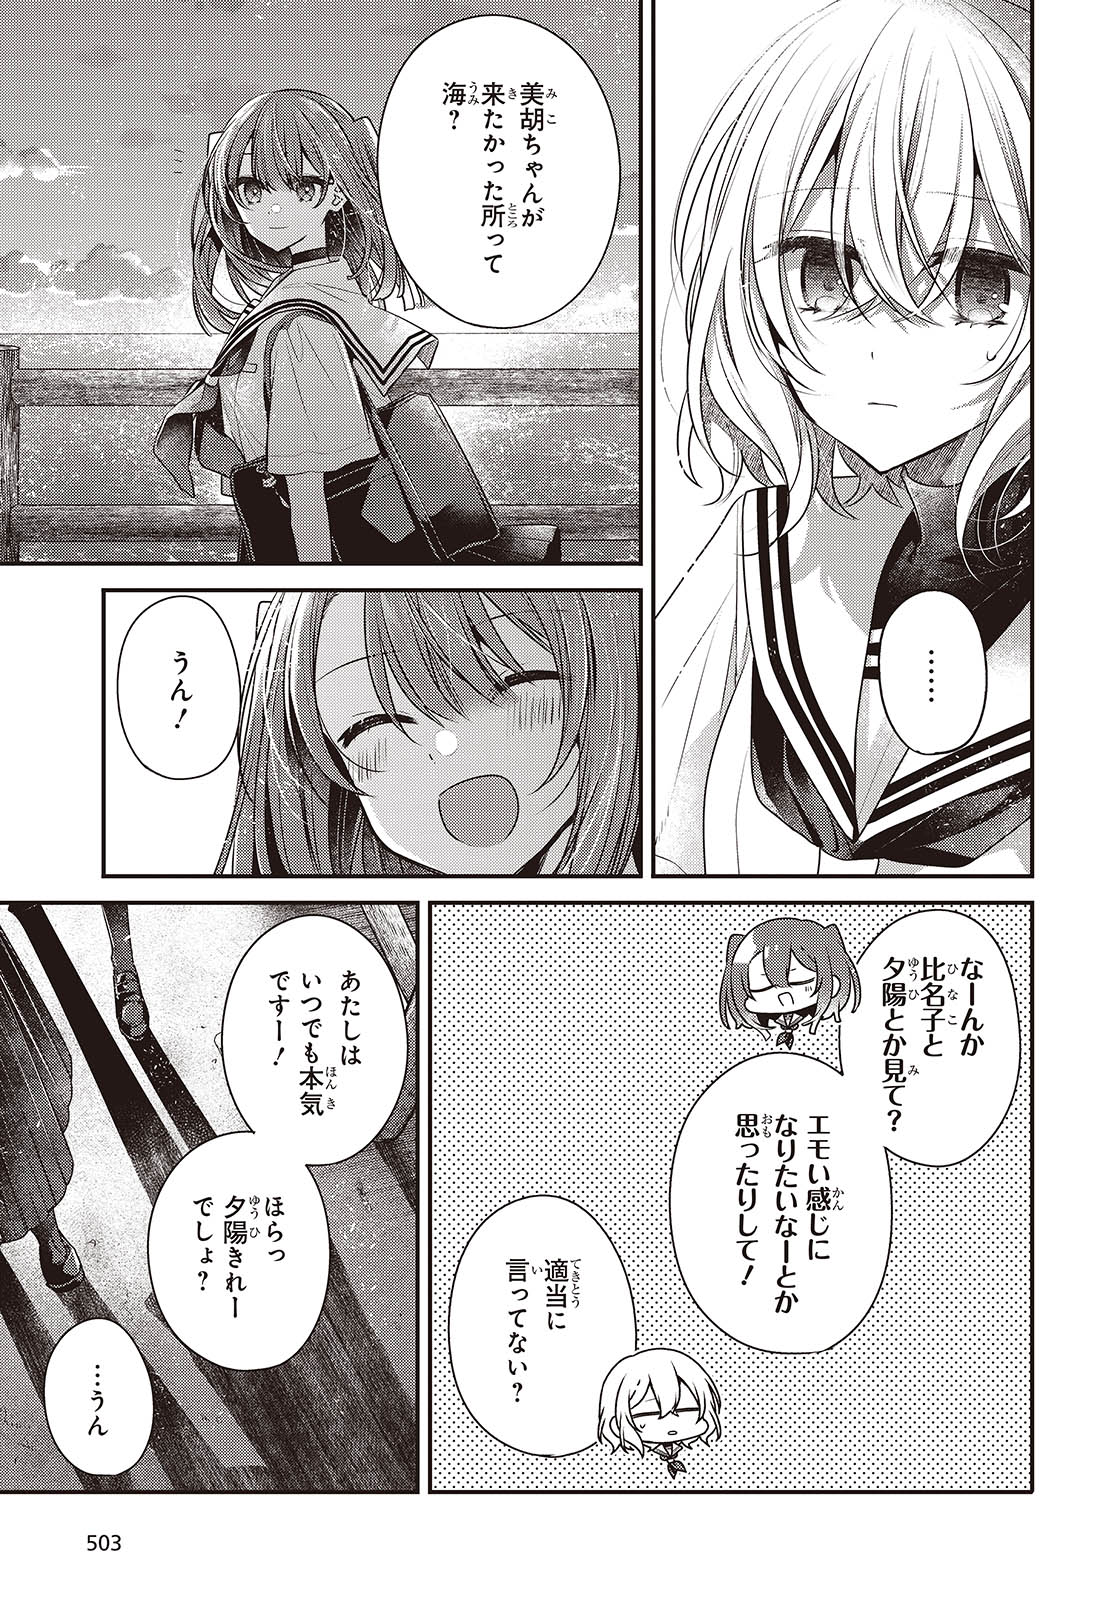 ……
美胡ちゃんが
来たかった所って
海？
うん！
なーんか
比名子と
夕陽とか見て？
エモい感じに
なりたいなーとか
思ったりして！
適当に
言ってない？
あたしは
いつでも本気
ですー！
ほらっ
夕陽きれー
でしょ？
…うん
503